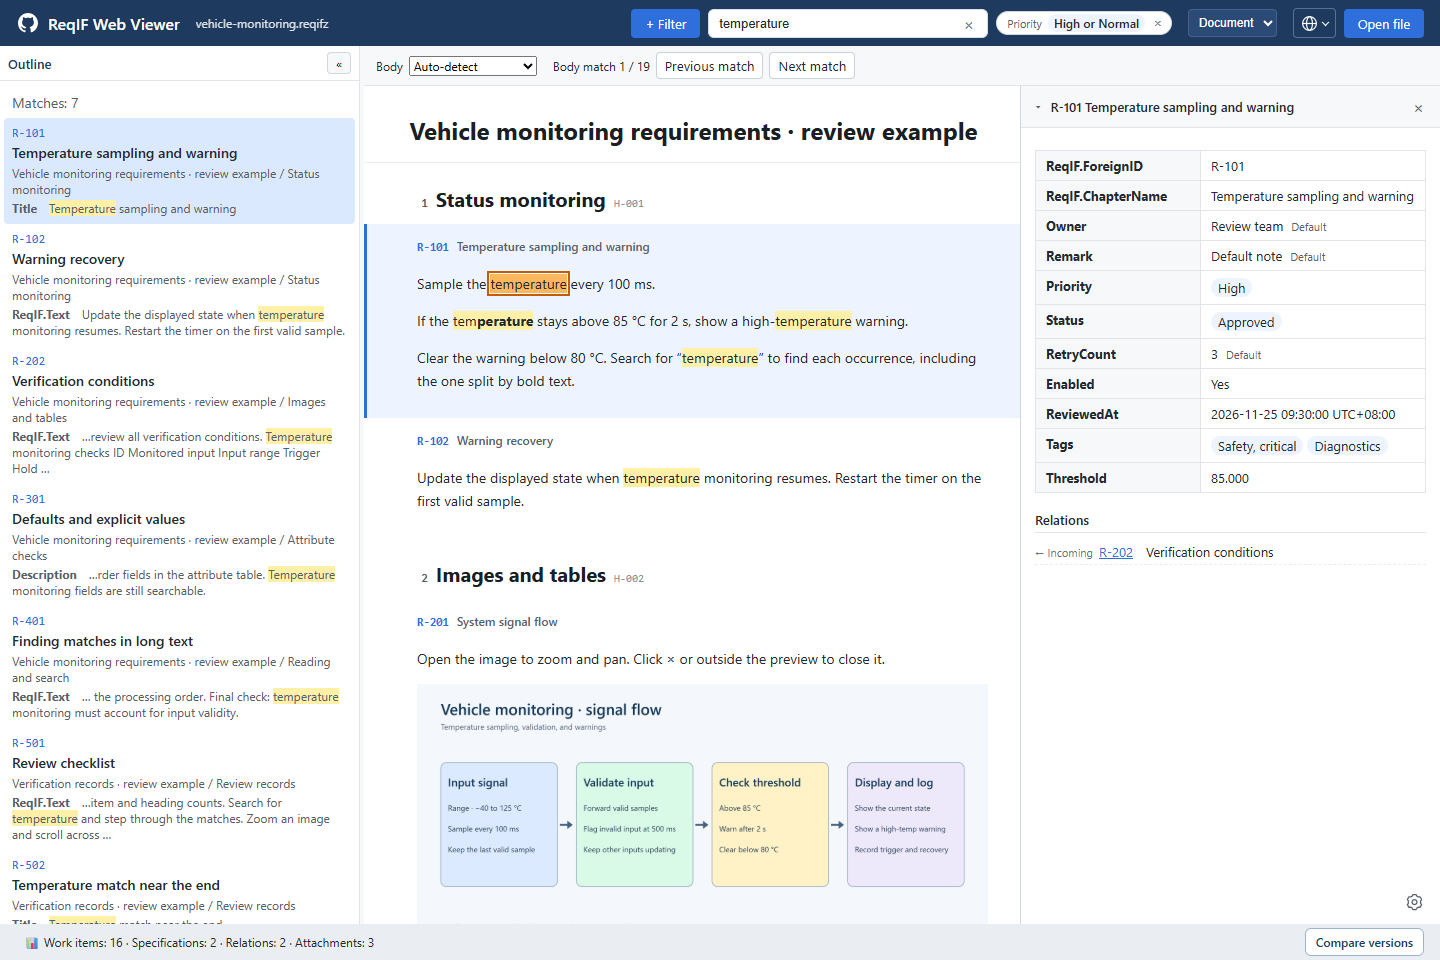 ReqIF Web Viewer vehicle-monitoring.reqifz
+ Filter
temperature ×
Priority High or Normal ×
Document
Open file
Outline «
Matches: 7
R-101
Temperature sampling and warning
Vehicle monitoring requirements · review example / Status
monitoring
Title Temperature sampling and warning
R-102
Warning recovery
Vehicle monitoring requirements · review example / Status
monitoring
ReqIF.Text Update the displayed state when temperature
monitoring resumes. Restart the timer on the first valid sample.
R-202
Verification conditions
Vehicle monitoring requirements · review example / Images
and tables
ReqIF.Text ...review all verification conditions. Temperature
monitoring checks ID Monitored input Input range Trigger
Hold ...
R-301
Defaults and explicit values
Vehicle monitoring requirements · review example / Attribute
checks
Description ...rder fields in the attribute table. Temperature
monitoring fields are still searchable.
R-401
Finding matches in long text
Vehicle monitoring requirements · review example / Reading
and search
ReqIF.Text ... the processing order. Final check: temperature
monitoring must account for input validity.
R-501
Review checklist
Verification records · review example / Review records
ReqIF.Text ...item and heading counts. Search for
temperature and step through the matches. Zoom an image
and scroll across ...
R-502
Temperature match near the end
Verification records · review example / Review records
Title Temperature match near the end
Body Auto-detect Body match 1 / 19 Previous match Next match
Vehicle monitoring requirements · review example
1 Status monitoring H-001
R-101 Temperature sampling and warning
Sample the temperature every 100 ms.
If the temperature stays above 85 °C for 2 s, show a high-temperature warning.
Clear the warning below 80 °C. Search for “temperature” to find each occurrence, including
the one split by bold text.
R-102 Warning recovery
Update the displayed state when temperature monitoring resumes. Restart the timer on the
first valid sample.
2 Images and tables H-002
R-201 System signal flow
Open the image to zoom and pan. Click × or outside the preview to close it.
Vehicle monitoring · signal flow
Temperature sampling, validation, and warnings
Input signal
Range · −40 to 125 °C
Sample every 100 ms
Keep the last valid sample
Validate input
Forward valid samples
Flag invalid input at 500 ms
Keep other inputs updating
Check threshold
Above 85 °C
Warn after 2 s
Clear below 80 °C
Display and log
Show the current state
Show a high-temp warning
Record trigger and recovery
R-101 Temperature sampling and warning ×
ReqIF.ForeignID R-101
ReqIF.ChapterName Temperature sampling and warning
Owner Review team Default
Remark Default note Default
Priority High
Status Approved
RetryCount 3 Default
Enabled Yes
ReviewedAt 2026-11-25 09:30:00 UTC+08:00
Tags Safety, critical Diagnostics
Threshold 85.000
Relations
← Incoming R-202 Verification conditions
Work items: 16 · Specifications: 2 · Relations: 2 · Attachments: 3
Compare versions